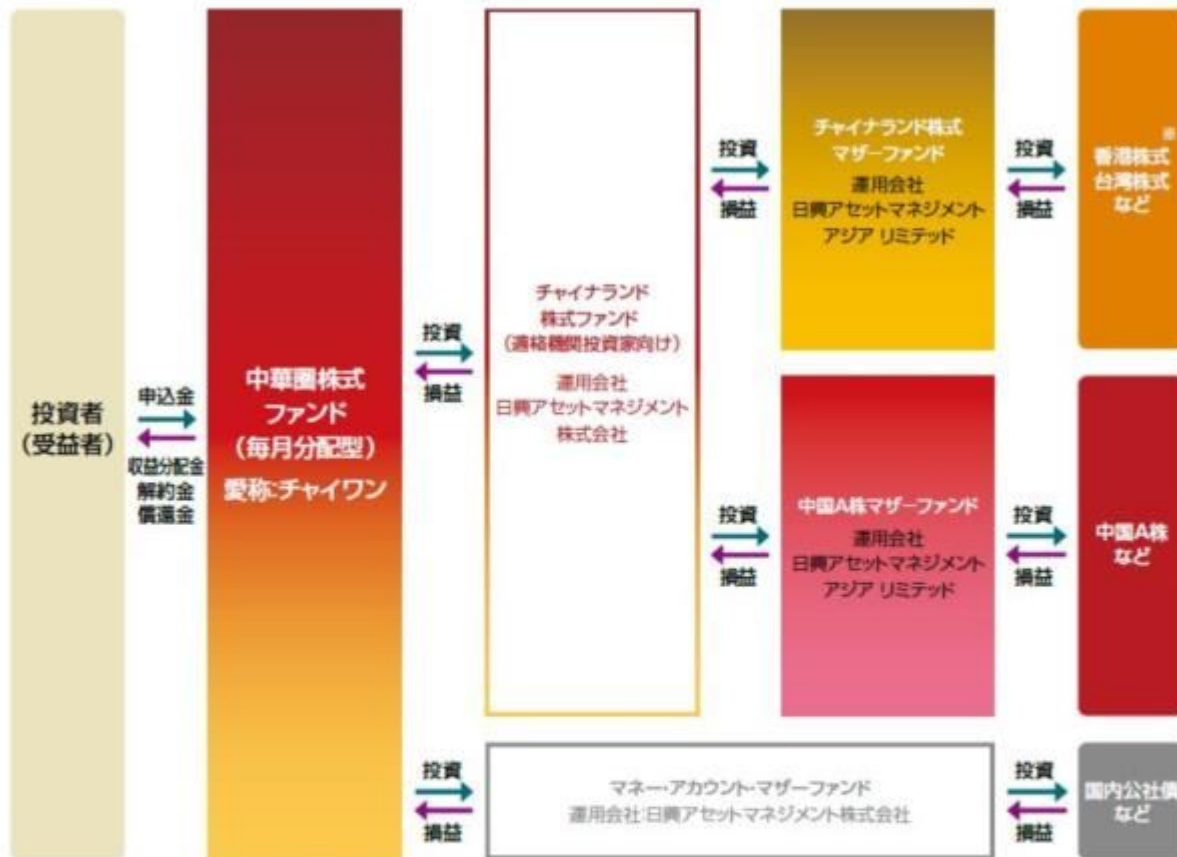 投資者
(受益者)
申込金
収益分配金
解約金
償還金
中華圏株式
ファンド
(毎月分配型)
愛称:チャイワン
投資
損益
チャイナランド
株式ファンド
(適格機関投資家向け)
運用会社
日興アセットマネジメント
株式会社
投資
損益
チャイナランド株式
マザーファンド
運用会社
日興アセットマネジメント
アジア リミテッド
投資
損益
※
香港株式
台湾株式
など
投資
損益
中国A株マザーファンド
運用会社
日興アセットマネジメント
アジア リミテッド
投資
損益
中国A株
など
投資
損益
マネー・アカウント・マザーファンド
運用会社:日興アセットマネジメント株式会社
投資
損益
国内公社債
など